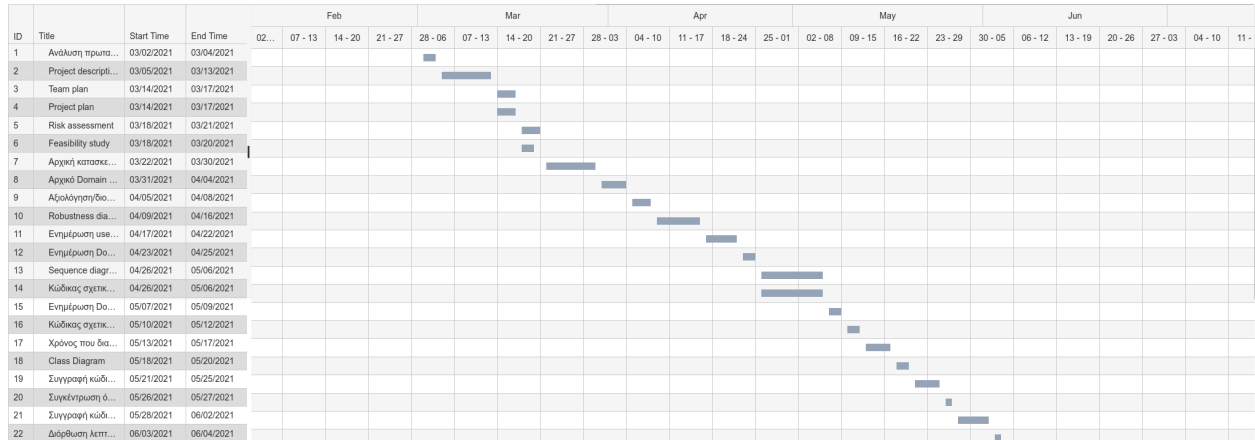 Feb Mar Apr May Jun
ID Title Start Time End Time 02... 07 - 13 14 - 20 21 - 27 28 - 06 07 - 13 14 - 20 21 - 27 28 - 03 04 - 10 11 - 17 18 - 24 25 - 01 02 - 08 09 - 15 16 - 22 23 - 29 30 - 05 06 - 12 13 - 19 20 - 26 27 - 03 04 - 10 11 -
1 Ανάλυση πρωτα... 03/02/2021 03/04/2021
2 Project descripti... 03/05/2021 03/13/2021
3 Team plan 03/14/2021 03/17/2021
4 Project plan 03/14/2021 03/17/2021
5 Risk assessment 03/18/2021 03/21/2021
6 Feasibility study 03/18/2021 03/20/2021
7 Αρχική κατασκε... 03/22/2021 03/30/2021
8 Αρχικό Domain ... 03/31/2021 04/04/2021
9 Αξιολόγηση/διο... 04/05/2021 04/08/2021
10 Robustness dia... 04/09/2021 04/16/2021
11 Ενημέρωση use... 04/17/2021 04/22/2021
12 Ενημέρωση Do... 04/23/2021 04/25/2021
13 Sequence diagr... 04/26/2021 05/06/2021
14 Κώδικας σχετικ... 04/26/2021 05/06/2021
15 Ενημέρωση Do... 05/07/2021 05/09/2021
16 Κώδικας σχετικ... 05/10/2021 05/12/2021
17 Χρόνος που δια... 05/13/2021 05/17/2021
18 Class Diagram 05/18/2021 05/20/2021
19 Συγγραφή κώδι... 05/21/2021 05/25/2021
20 Συγκέντρωση ό... 05/26/2021 05/27/2021
21 Συγγραφή κώδι... 05/28/2021 06/02/2021
22 Διόρθωση λεπτ... 06/03/2021 06/04/2021